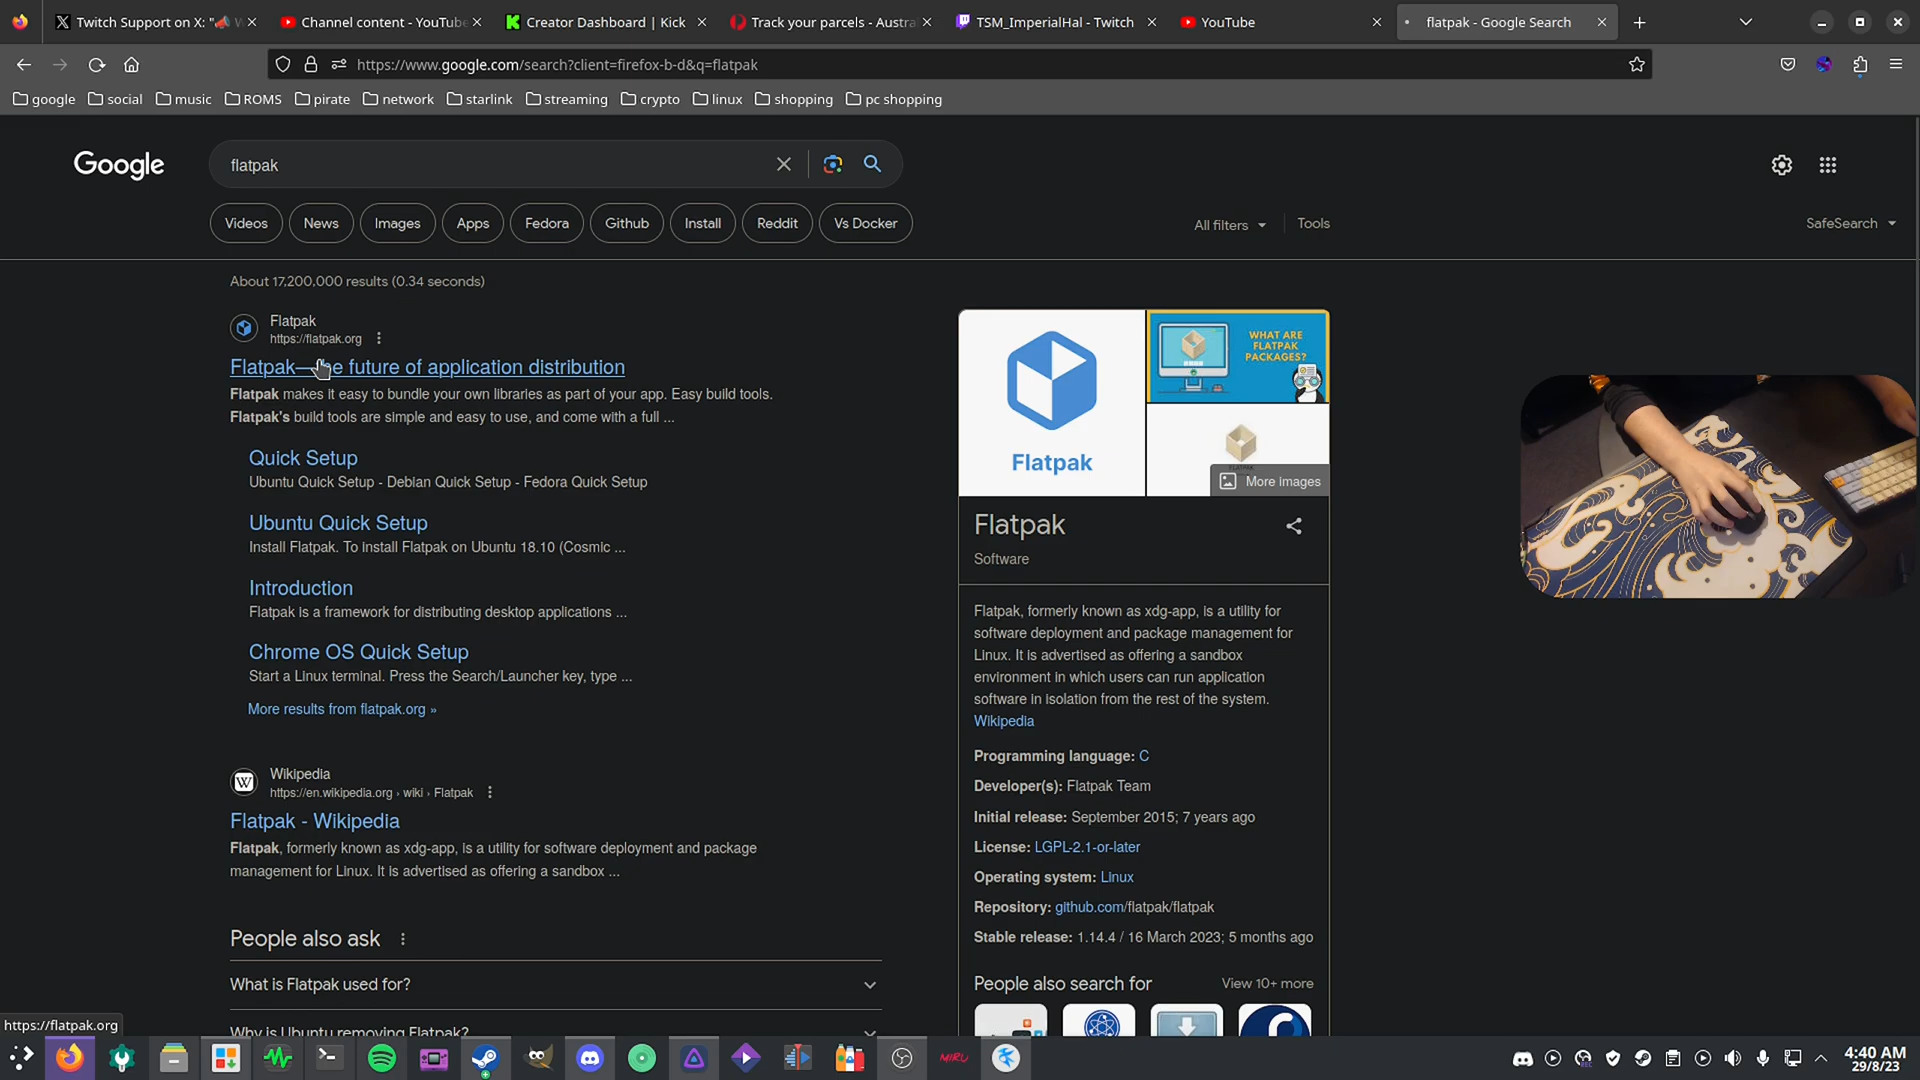 Twitch Support on X: "📣 W
Channel content - YouTube
Creator Dashboard | Kick
Track your parcels - Austra
TSM_ImperialHal - Twitch
YouTube
flatpak - Google Search
https://www.google.com/search?client=firefox-b-d&q=flatpak
google
social
music
ROMS
pirate
network
starlink
streaming
crypto
linux
shopping
pc shopping
Google
flatpak
Videos
News
Images
Apps
Fedora
Github
Install
Reddit
Vs Docker
All filters
Tools
SafeSearch
About 17,200,000 results (0.34 seconds)
Flatpak
https://flatpak.org
Flatpak—the future of application distribution
Flatpak makes it easy to bundle your own libraries as part of your app. Easy build tools.
Flatpak's build tools are simple and easy to use, and come with a full ...
Quick Setup
Ubuntu Quick Setup - Debian Quick Setup - Fedora Quick Setup
Ubuntu Quick Setup
Install Flatpak. To install Flatpak on Ubuntu 18.10 (Cosmic ...
Introduction
Flatpak is a framework for distributing desktop applications ...
Chrome OS Quick Setup
Start a Linux terminal. Press the Search/Launcher key, type ...
More results from flatpak.org »
Wikipedia
https://en.wikipedia.org › wiki › Flatpak
Flatpak - Wikipedia
Flatpak, formerly known as xdg-app, is a utility for software deployment and package
management for Linux. It is advertised as offering a sandbox ...
People also ask
What is Flatpak used for?
Why is Ubuntu removing Flatpak?
Flatpak
WHAT ARE
FLATPAK
PACKAGES?
More images
Flatpak
Software
Flatpak, formerly known as xdg-app, is a utility for
software deployment and package management for
Linux. It is advertised as offering a sandbox
environment in which users can run application
software in isolation from the rest of the system.
Wikipedia
Programming language: C
Developer(s): Flatpak Team
Initial release: September 2015; 7 years ago
License: LGPL-2.1-or-later
Operating system: Linux
Repository: github.com/flatpak/flatpak
Stable release: 1.14.4 / 16 March 2023; 5 months ago
People also search for
View 10+ more
https://flatpak.org
MIRU
4:40 AM
29/8/23